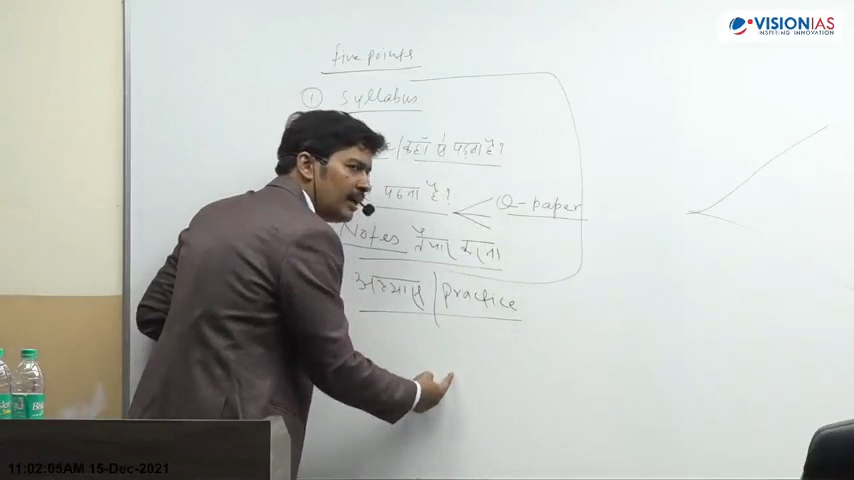 VISIONIAS
INSPIRING INNOVATION
five points
① Syllabus
/कहाँ से पढ़ना है?
पढना है?
Q-paper
Notes तैयार करना
अभ्यास | practice
11:02:05AM 15-Dec-2021